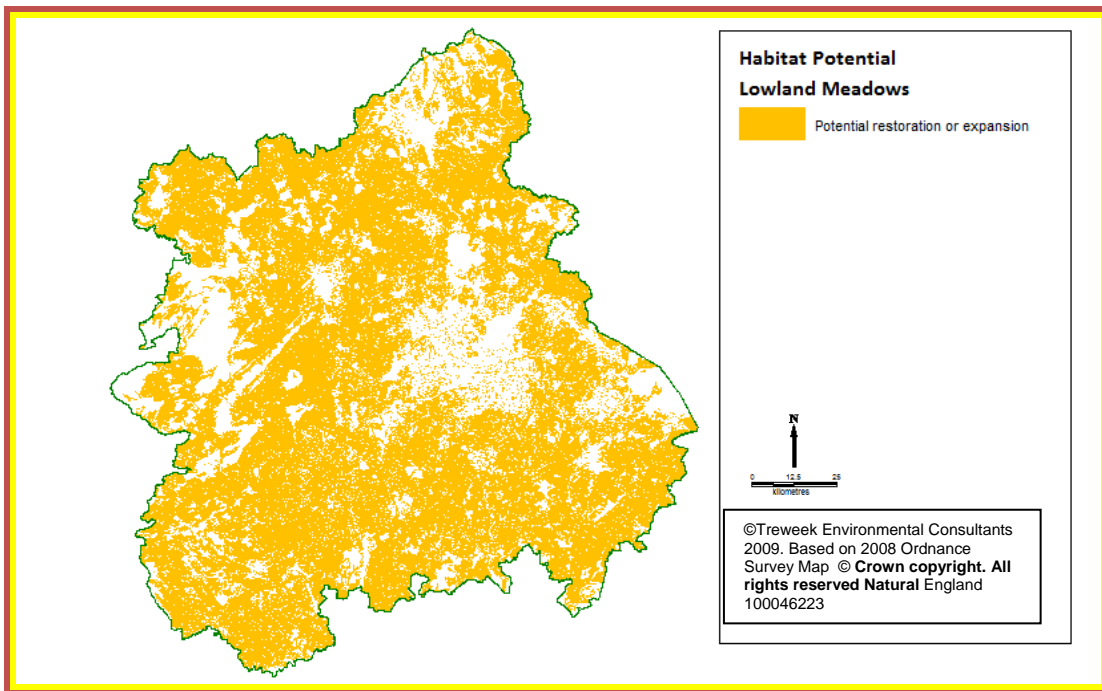 Habitat Potential
Lowland Meadows
Potential restoration or expansion
N
0 12.5 25
kilometres
©Treweek Environmental Consultants
2009. Based on 2008 Ordnance
Survey Map © Crown copyright. All
rights reserved Natural England
100046223